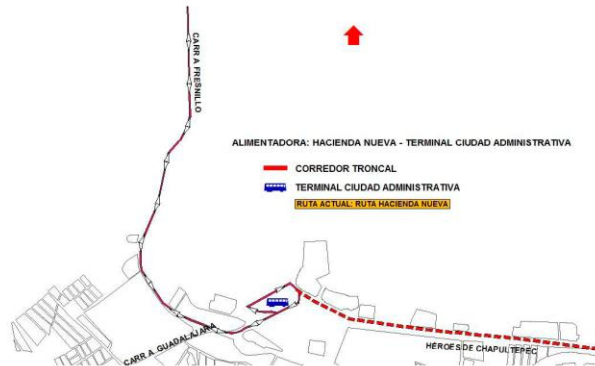 CARR A FRESNILLO
ALIMENTADORA: HACIENDA NUEVA - TERMINAL CIUDAD ADMINISTRATIVA
CORREDOR TRONCAL
TERMINAL CIUDAD ADMINISTRATIVA
RUTA ACTUAL: RUTA HACIENDA NUEVA
CARR A. GUADALAJARA
HÉROES DE CHAPULTEPEC